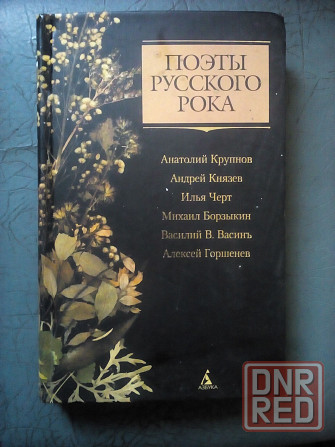 ПОЭТЫ
РУССКОГО
РОКА
Анатолий Крупнов
Андрей Князев
Илья Черт
Михаил Борзыкин
Василий В. Васинъ
Алексей Горшенев
АЗБУКА
DNR
RED